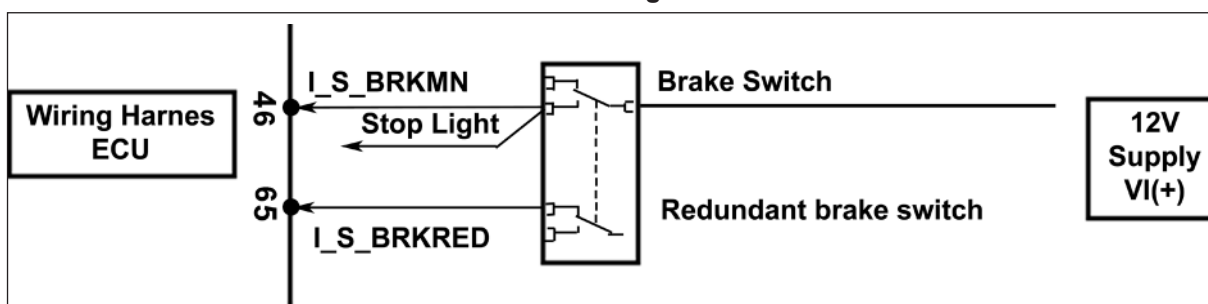 Wiring Harnes
ECU
46
65
I_S_BRKMN
Stop Light
I_S_BRKRED
Brake Switch
Redundant brake switch
12V
Supply
VI(+)